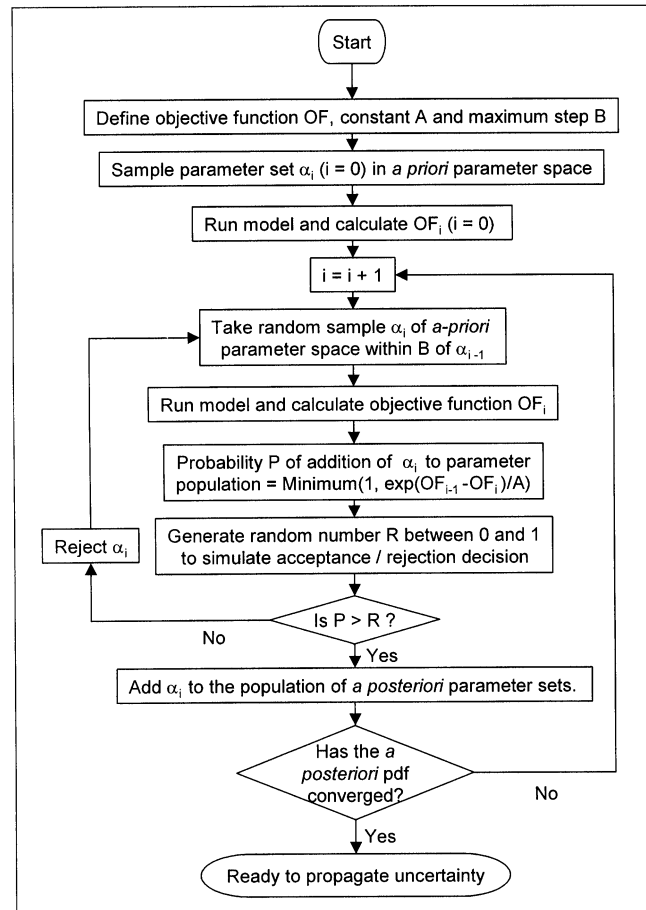 Start
Define objective function OF, constant A and maximum step B
Sample parameter set αi (i = 0) in a priori parameter space
Run model and calculate OFi (i = 0)
i = i + 1
Take random sample αi of a-priori
parameter space within B of αi-1
Run model and calculate objective function OFi
Probability P of addition of αi to parameter
population = Minimum(1, exp(OFi-1-OFi)/A)
Generate random number R between 0 and 1
to simulate acceptance / rejection decision
Reject αi
Is P > R ?
No
Yes
Add αi to the population of a posteriori parameter sets.
Has the a
posteriori pdf
converged?
No
Yes
Ready to propagate uncertainty